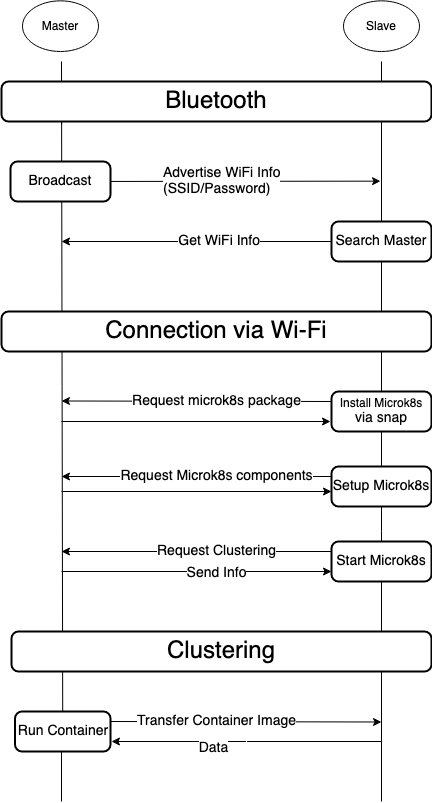 Master
Slave
Bluetooth
Broadcast
Advertise WiFi Info
(SSID/Password)
Get WiFi Info
Search Master
Connection via Wi-Fi
Request microk8s package
Install Microk8s
via snap
Request Microk8s components
Setup Microk8s
Request Clustering
Start Microk8s
Send Info
Clustering
Run Container
Transfer Container Image
Data